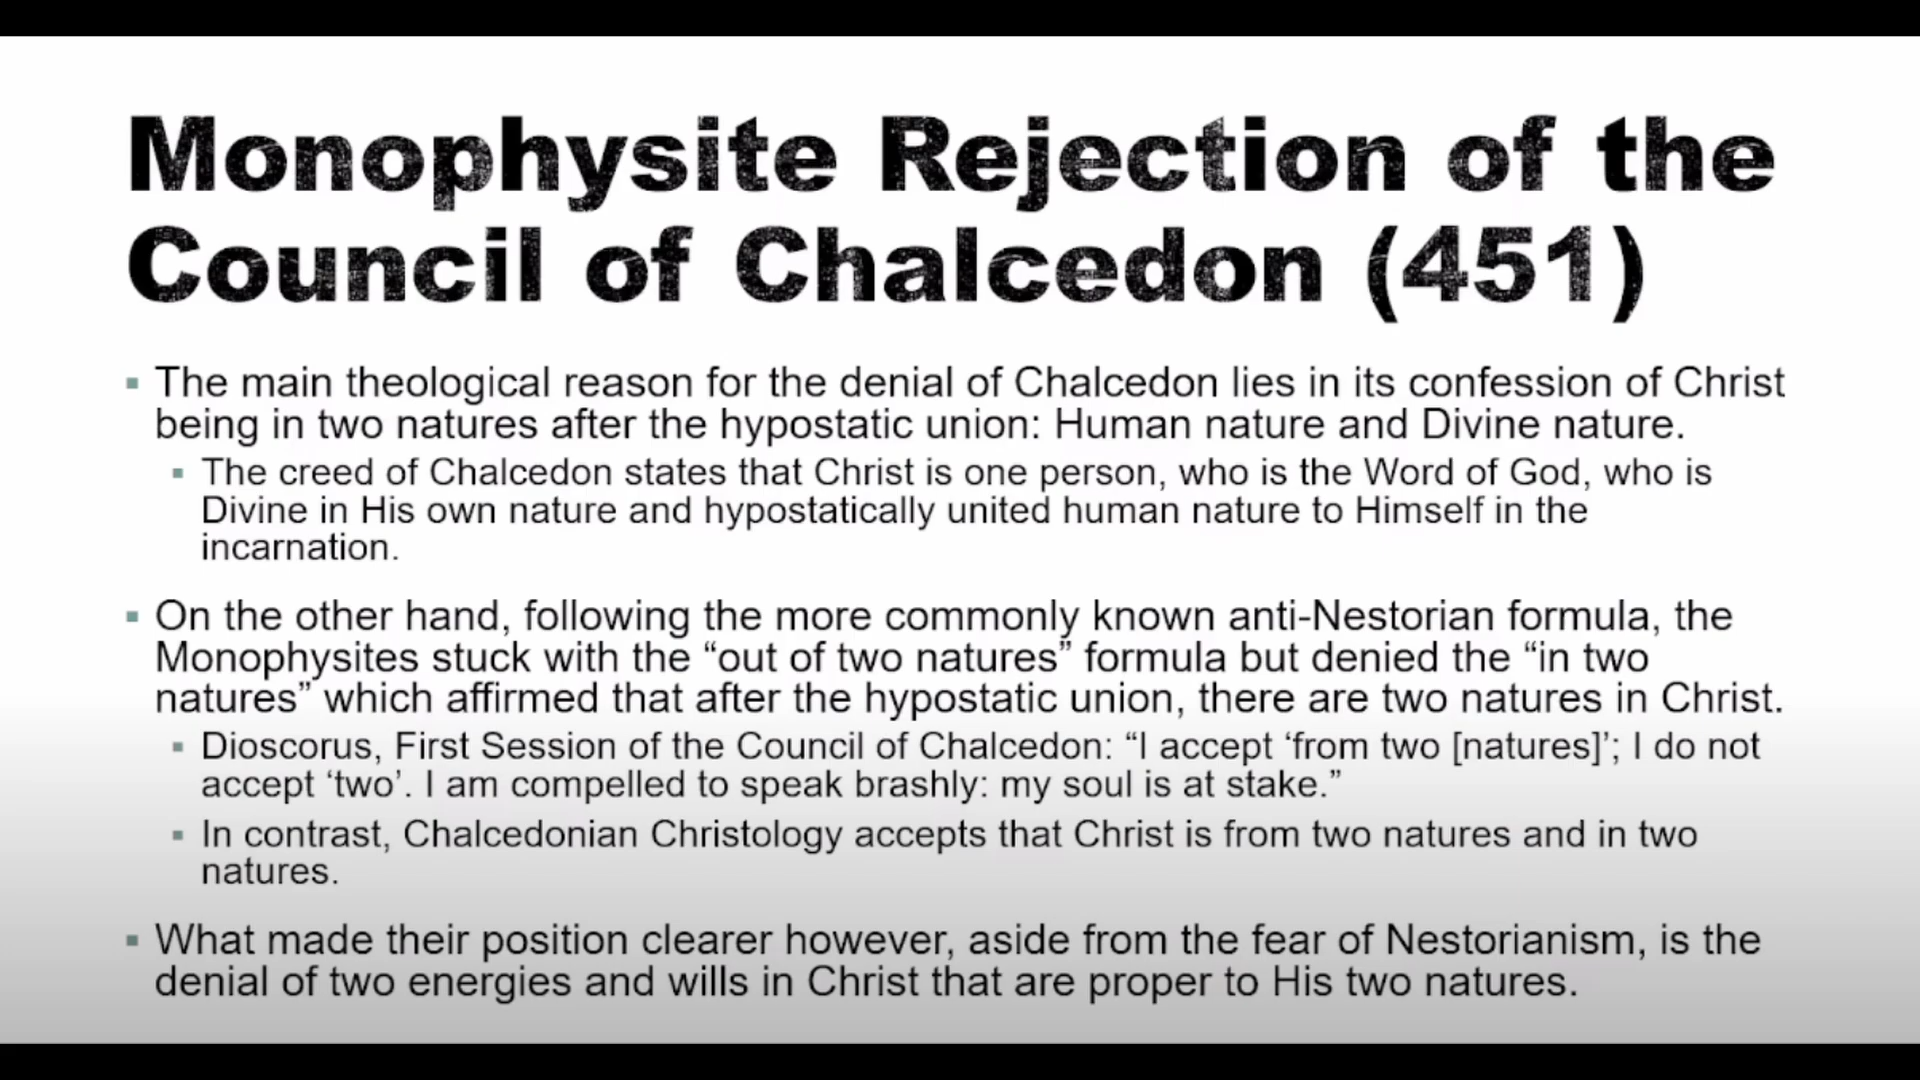 Monophysite Rejection of the
Council of Chalcedon (451)
▪ The main theological reason for the denial of Chalcedon lies in its confession of Christ
being in two natures after the hypostatic union: Human nature and Divine nature.
▪ The creed of Chalcedon states that Christ is one person, who is the Word of God, who is
Divine in His own nature and hypostatically united human nature to Himself in the
incarnation.
▪ On the other hand, following the more commonly known anti-Nestorian formula, the
Monophysites stuck with the “out of two natures” formula but denied the “in two
natures” which affirmed that after the hypostatic union, there are two natures in Christ.
▪ Dioscorus, First Session of the Council of Chalcedon: “I accept ‘from two [natures]’; I do not
accept ‘two’. I am compelled to speak brashly: my soul is at stake.”
▪ In contrast, Chalcedonian Christology accepts that Christ is from two natures and in two
natures.
▪ What made their position clearer however, aside from the fear of Nestorianism, is the
denial of two energies and wills in Christ that are proper to His two natures.